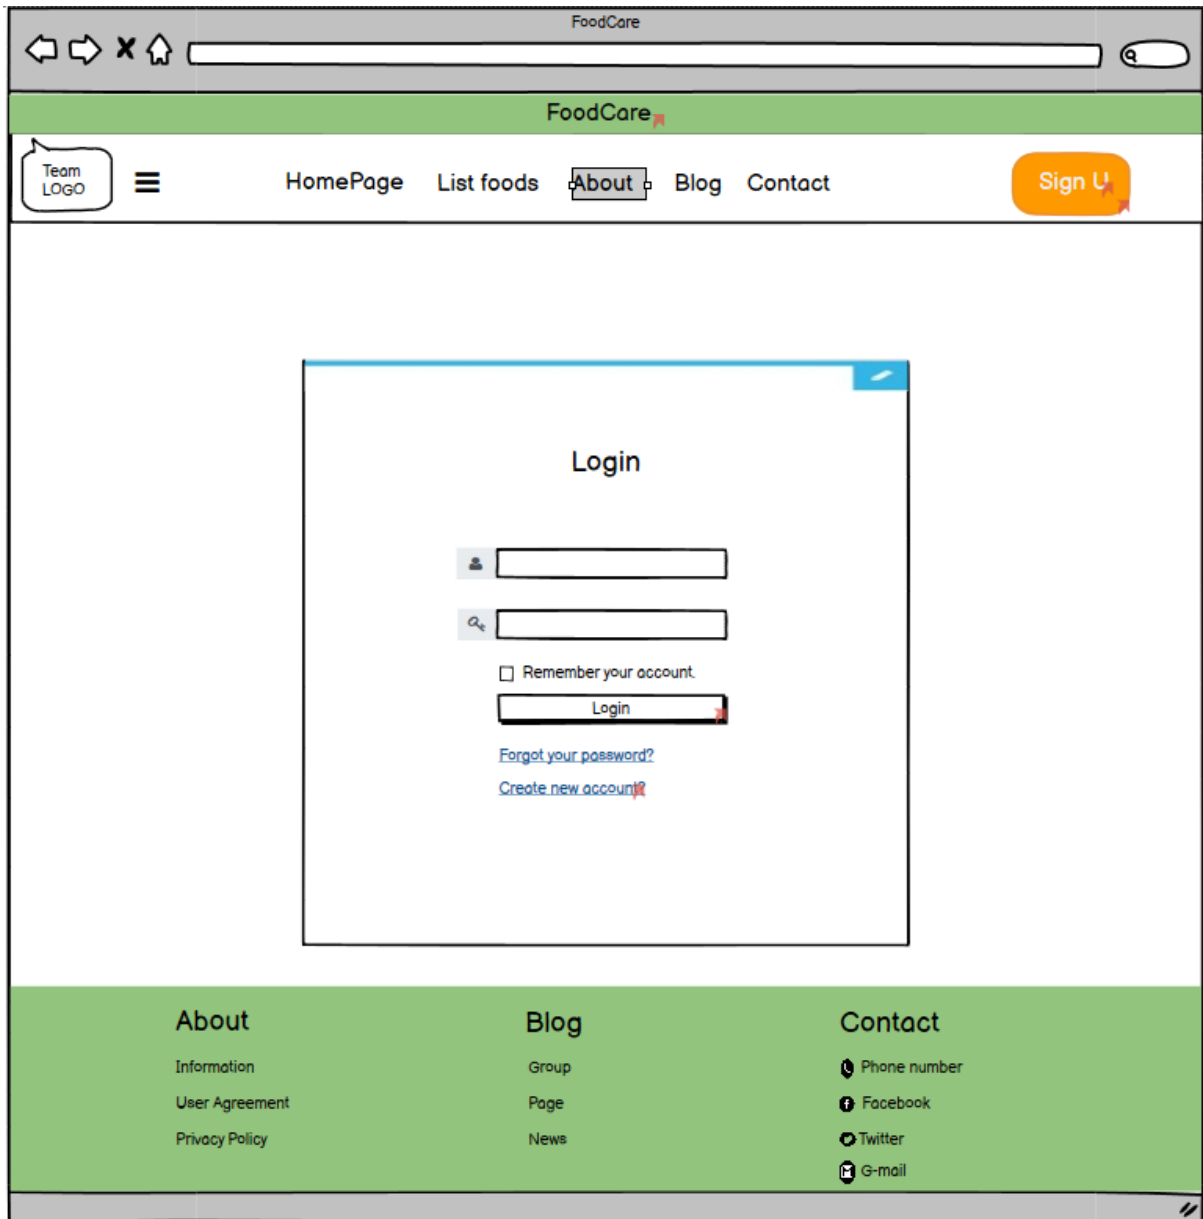 FoodCare
FoodCare
Team
LOGO
HomePage List foods About Blog Contact Sign U
Login
Remember your account.
Login
Forgot your password?
Create new account?
About Blog Contact
Information Group Phone number
User Agreement Page Facebook
Privacy Policy News Twitter
G-mail